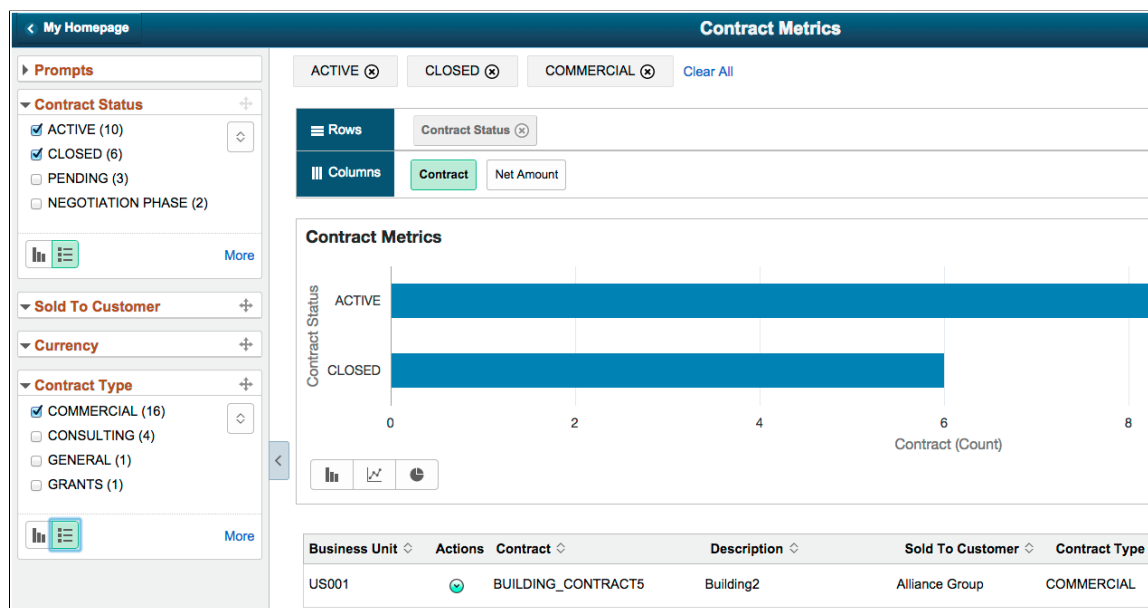 My Homepage
Contract Metrics
Prompts
Contract Status
ACTIVE (10)
CLOSED (6)
PENDING (3)
NEGOTIATION PHASE (2)
More
Sold To Customer
Currency
Contract Type
COMMERCIAL (16)
CONSULTING (4)
GENERAL (1)
GRANTS (1)
More
ACTIVE CLOSED COMMERCIAL Clear All
Rows Contract Status
Columns Contract Net Amount
Contract Metrics
Contract Status
ACTIVE
CLOSED
0 2 4 6 8
Contract (Count)
Business Unit Actions Contract Description Sold To Customer Contract Type
US001 BUILDING_CONTRACT5 Building2 Alliance Group COMMERCIAL